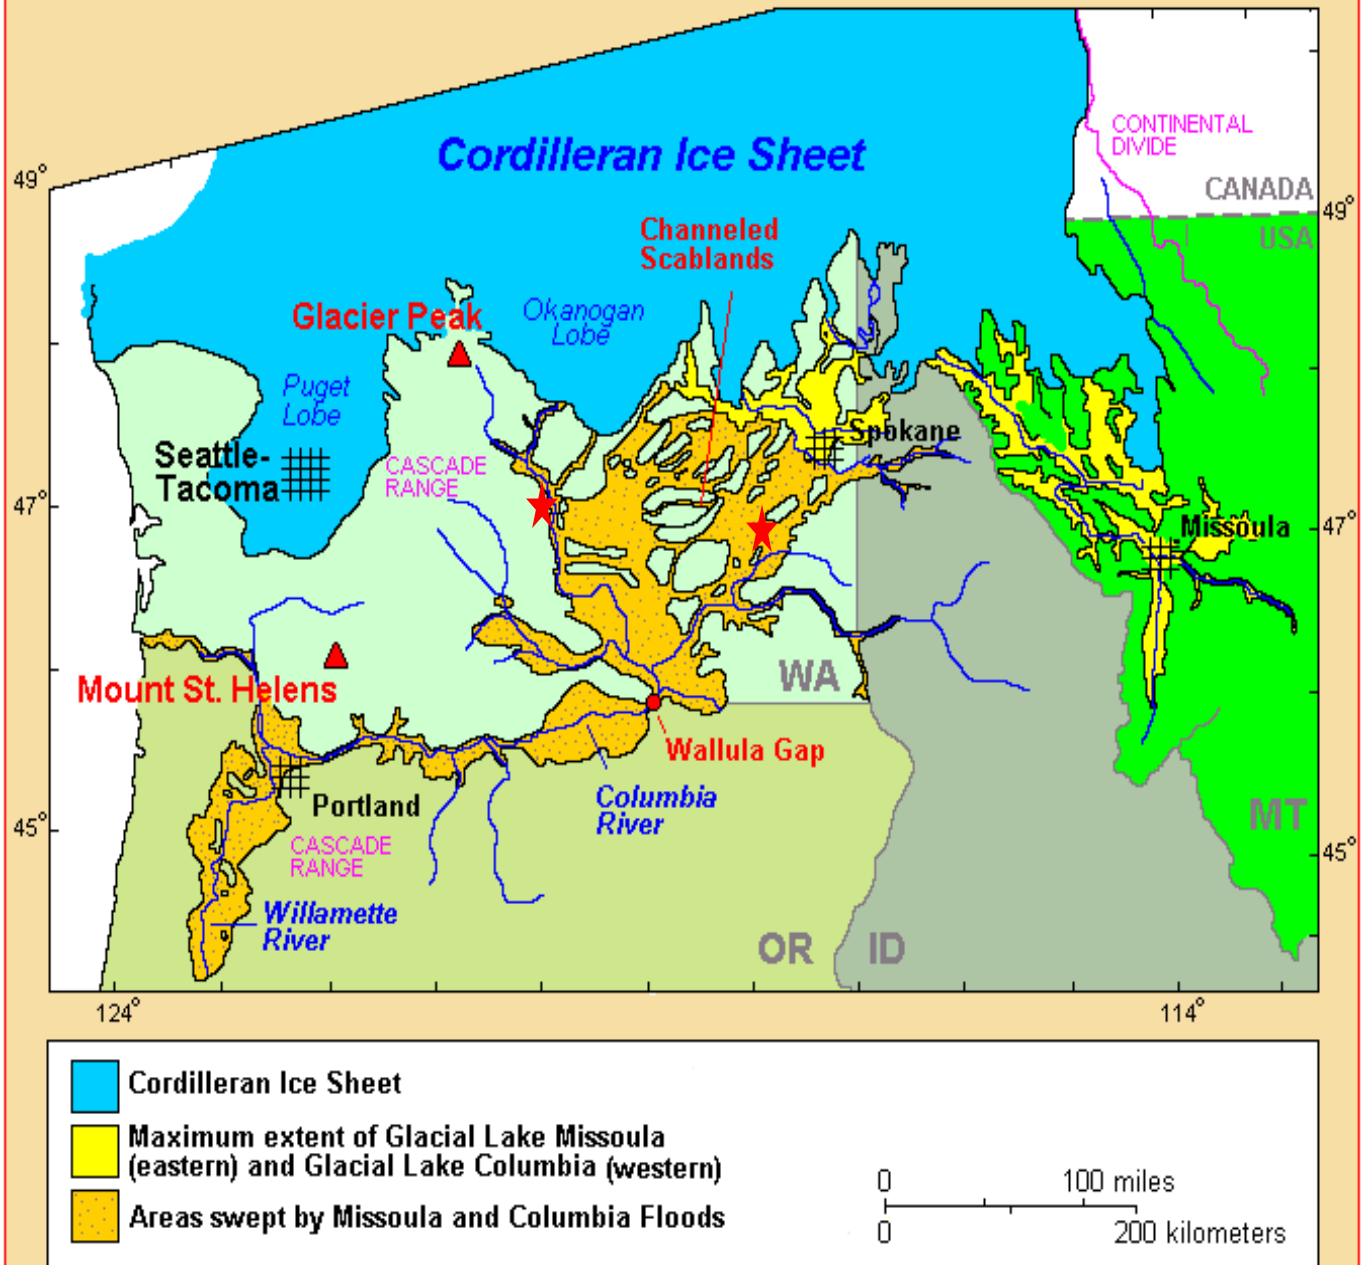 Cordilleran Ice Sheet
CONTINENTAL
DIVIDE
49°
CANADA
49°
USA
Channeled
Scablands
Glacier Peak
Okanogan
Lobe
Puget
Lobe
Seattle-
Tacoma
CASCADE
RANGE
Spokane
47°
47°
Missoula
WA
Mount St. Helens
Wallula Gap
Columbia
River
Portland
MT
45°
45°
CASCADE
RANGE
Willamette
River
OR
ID
124°
114°
Cordilleran Ice Sheet
Maximum extent of Glacial Lake Missoula
(eastern) and Glacial Lake Columbia (western)
Areas swept by Missoula and Columbia Floods
0 100 miles
0 200 kilometers